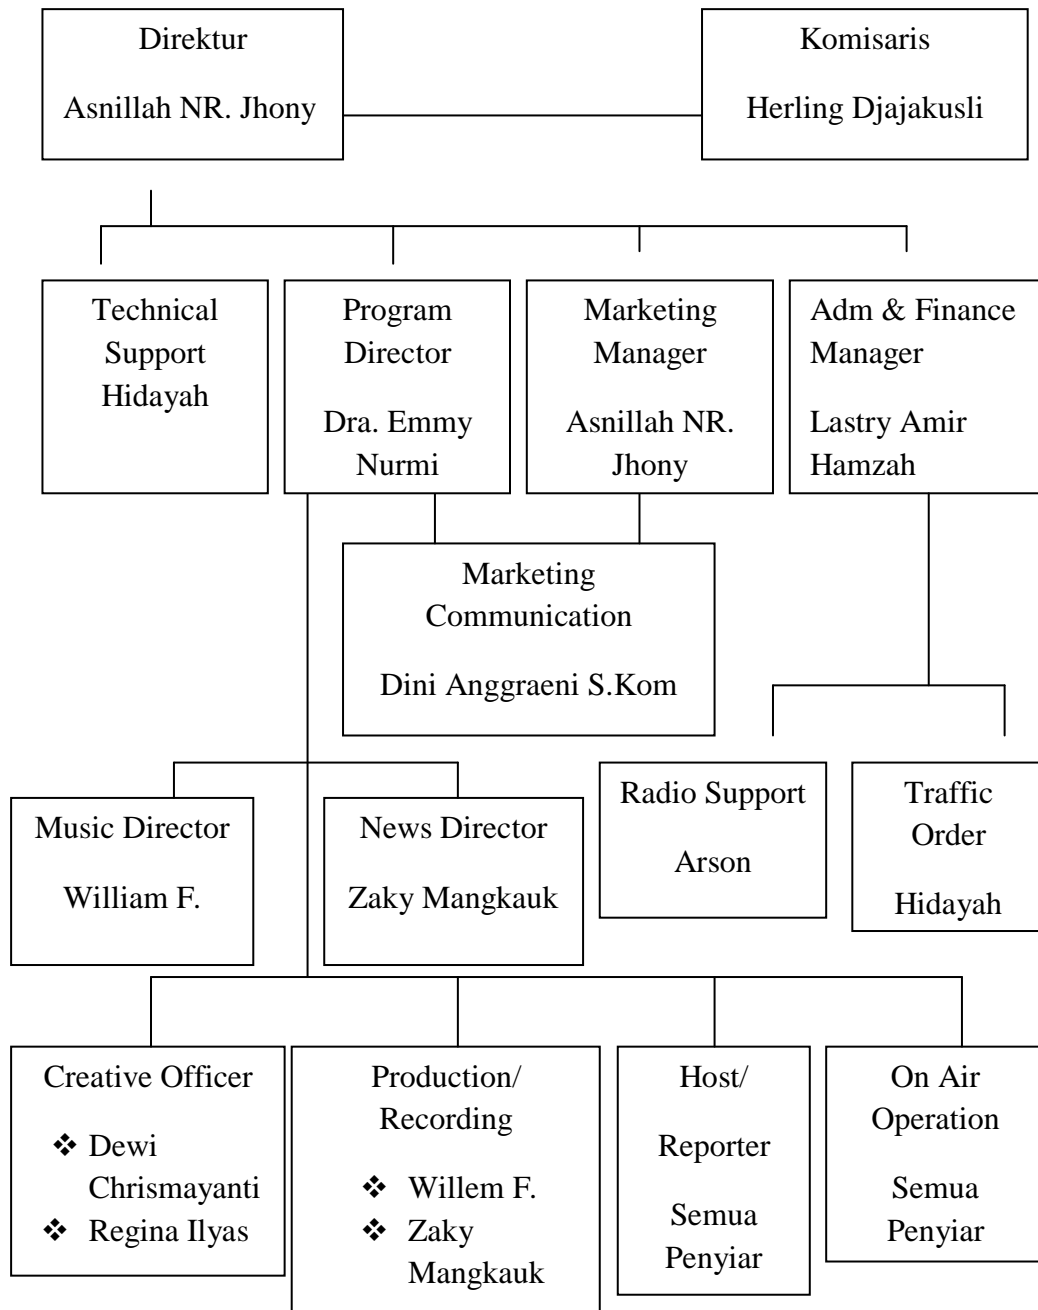 Direktur
Asnillah NR. Jhony
Komisaris
Herling Djajakusli
Technical
Support
Hidayah
Program
Director
Dra. Emmy
Nurmi
Marketing
Manager
Asnillah NR.
Jhony
Adm & Finance
Manager
Lastry Amir
Hamzah
Marketing
Communication
Dini Anggraeni S.Kom
Music Director
William F.
News Director
Zaky Mangkauk
Radio Support
Arson
Traffic
Order
Hidayah
Creative Officer
❖ Dewi
Chrismayanti
❖ Regina Ilyas
Production/
Recording
❖ Willem F.
❖ Zaky
Mangkauk
Host/
Reporter
Semua
Penyiar
On Air
Operation
Semua
Penyiar